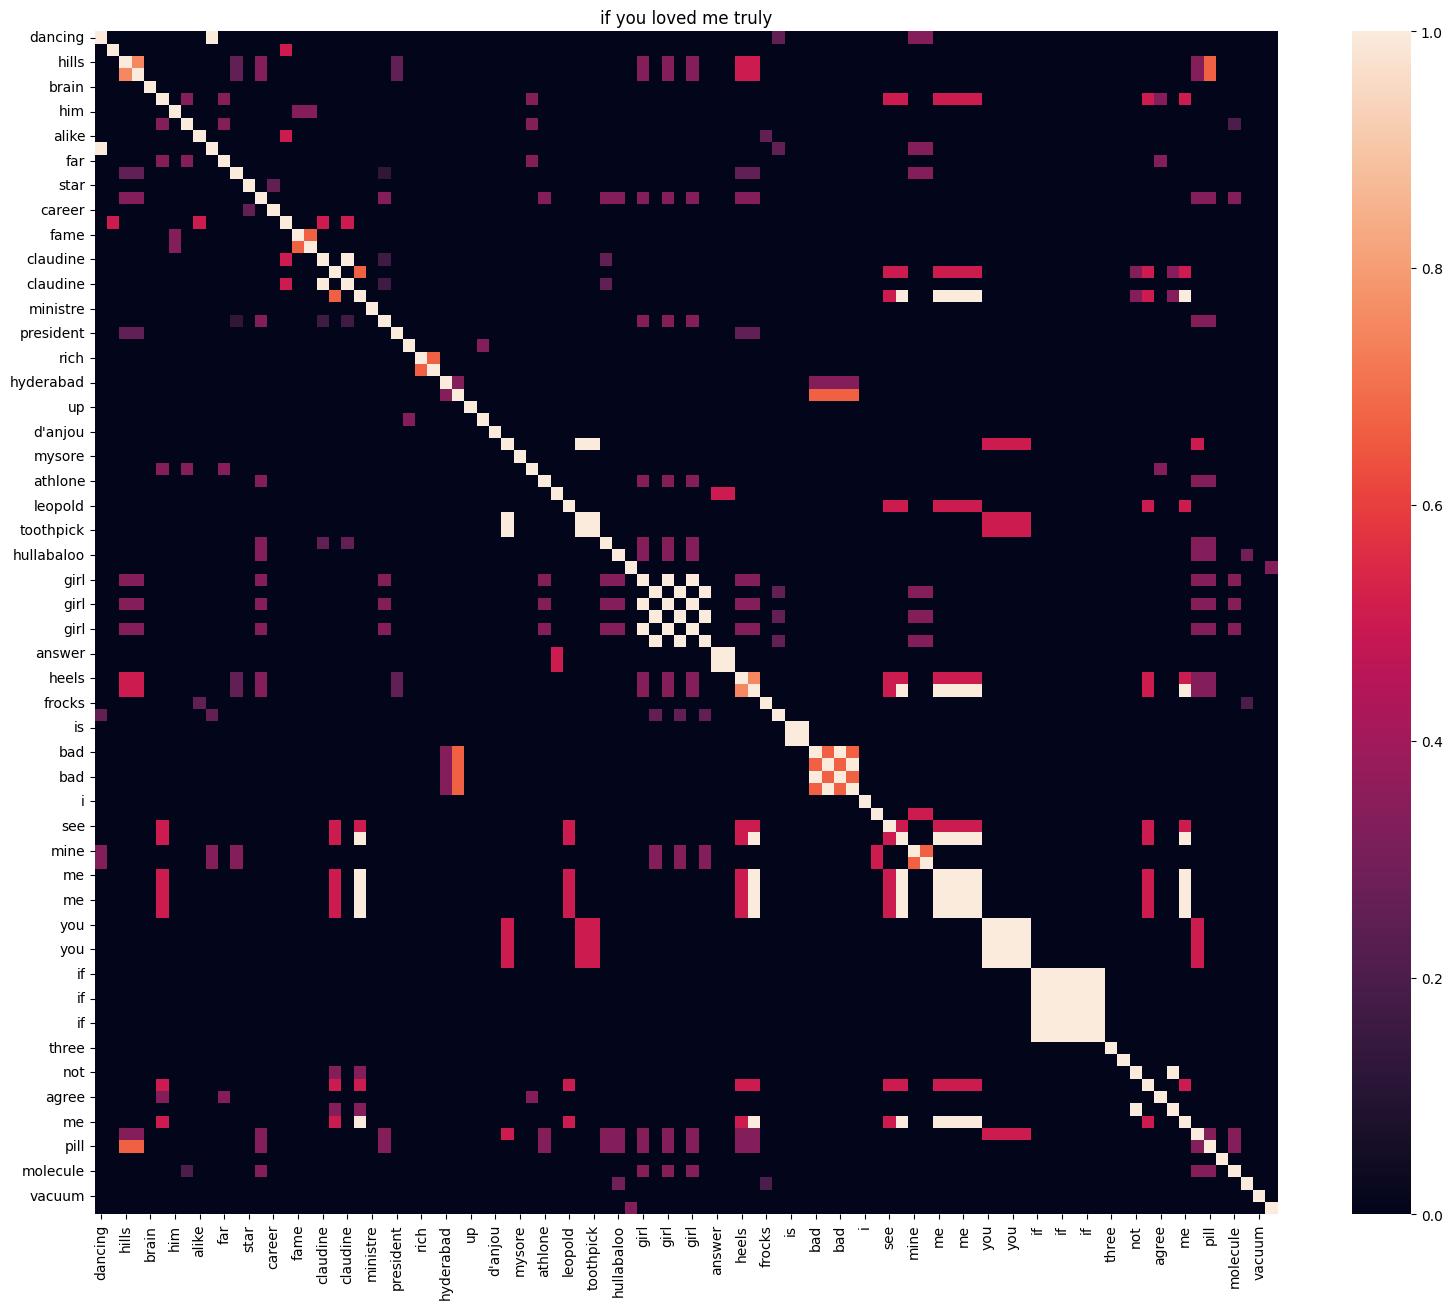 if you loved me truly
dancing
hills
brain
him
alike
far
star
career
fame
claudine
claudine
ministre
president
rich
hyderabad
up
d'anjou
mysore
athlone
leopold
toothpick
hullabaloo
girl
girl
girl
answer
heels
frocks
is
bad
bad
i
see
mine
me
me
you
you
if
if
if
three
not
agree
me
pill
molecule
vacuum
dancing
hills
brain
him
alike
far
star
career
fame
claudine
claudine
ministre
president
rich
hyderabad
up
d'anjou
mysore
athlone
leopold
toothpick
hullabaloo
girl
girl
girl
answer
heels
frocks
is
bad
bad
i
see
mine
me
me
you
you
if
if
if
three
not
agree
me
pill
molecule
vacuum
1.0
0.8
0.6
0.4
0.2
0.0